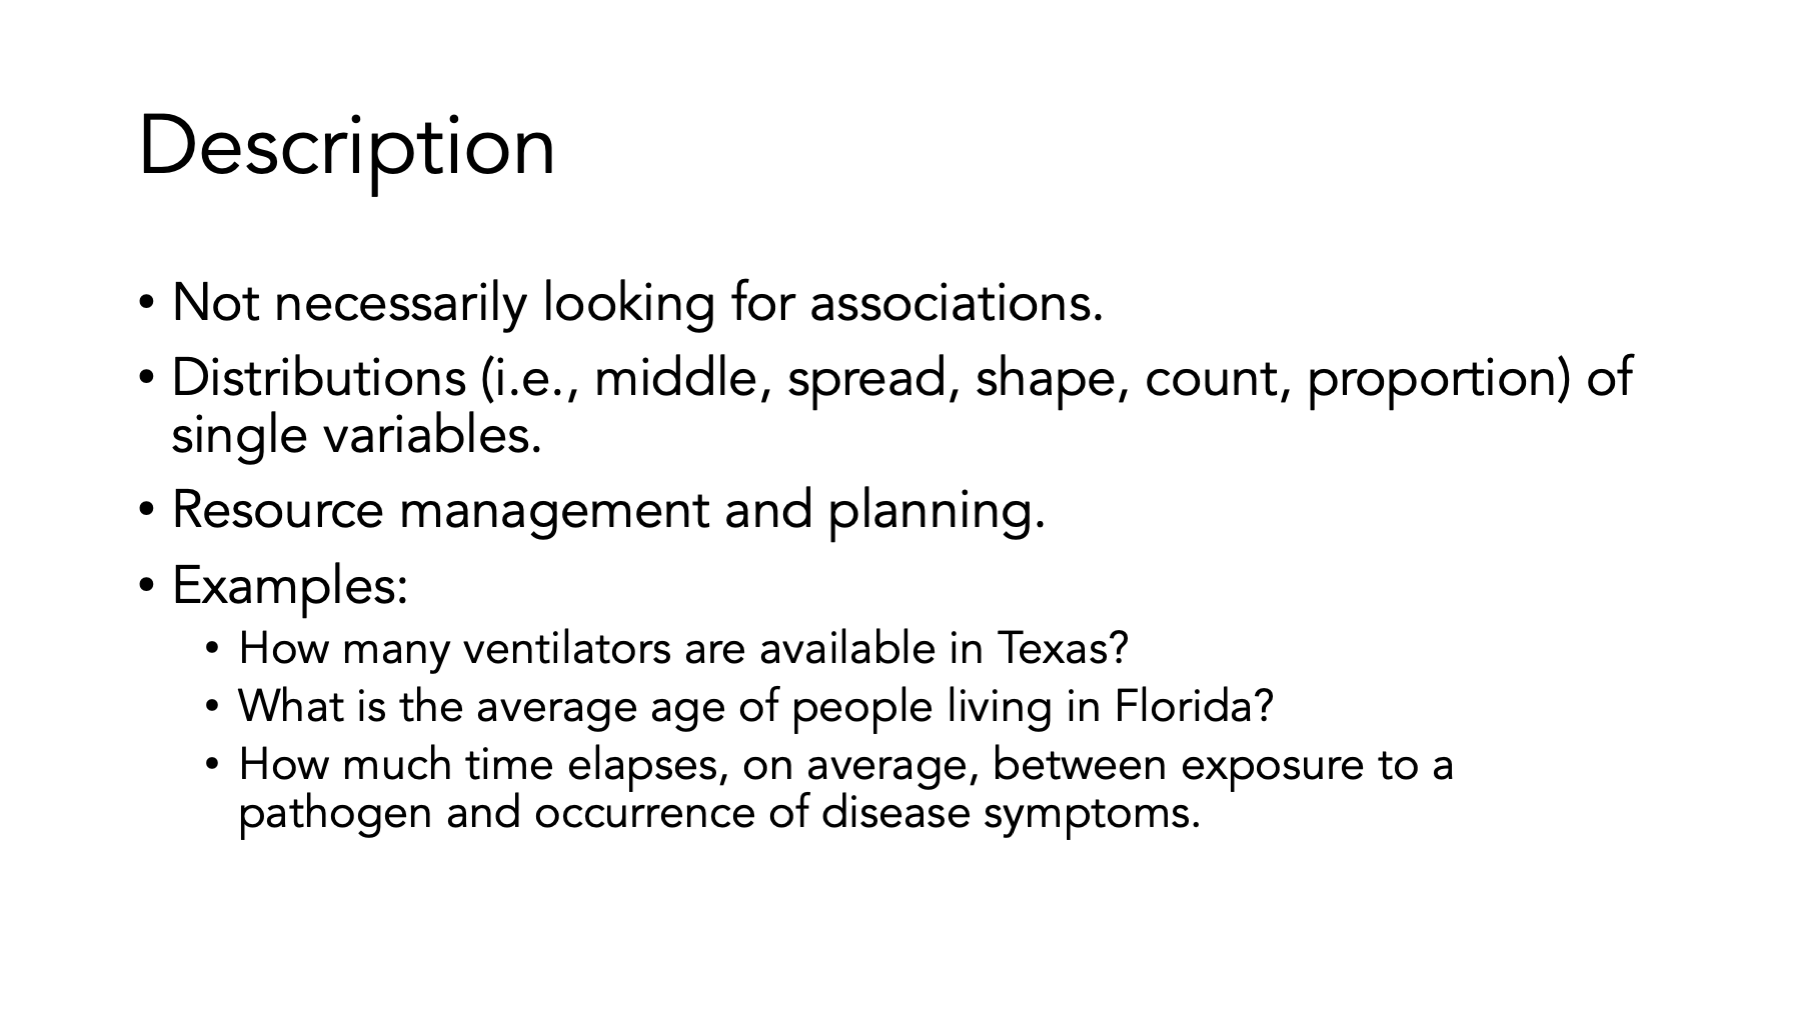 Description
• Not necessarily looking for associations.
• Distributions (i.e., middle, spread, shape, count, proportion) of
single variables.
• Resource management and planning.
• Examples:
• How many ventilators are available in Texas?
• What is the average age of people living in Florida?
• How much time elapses, on average, between exposure to a
pathogen and occurrence of disease symptoms.